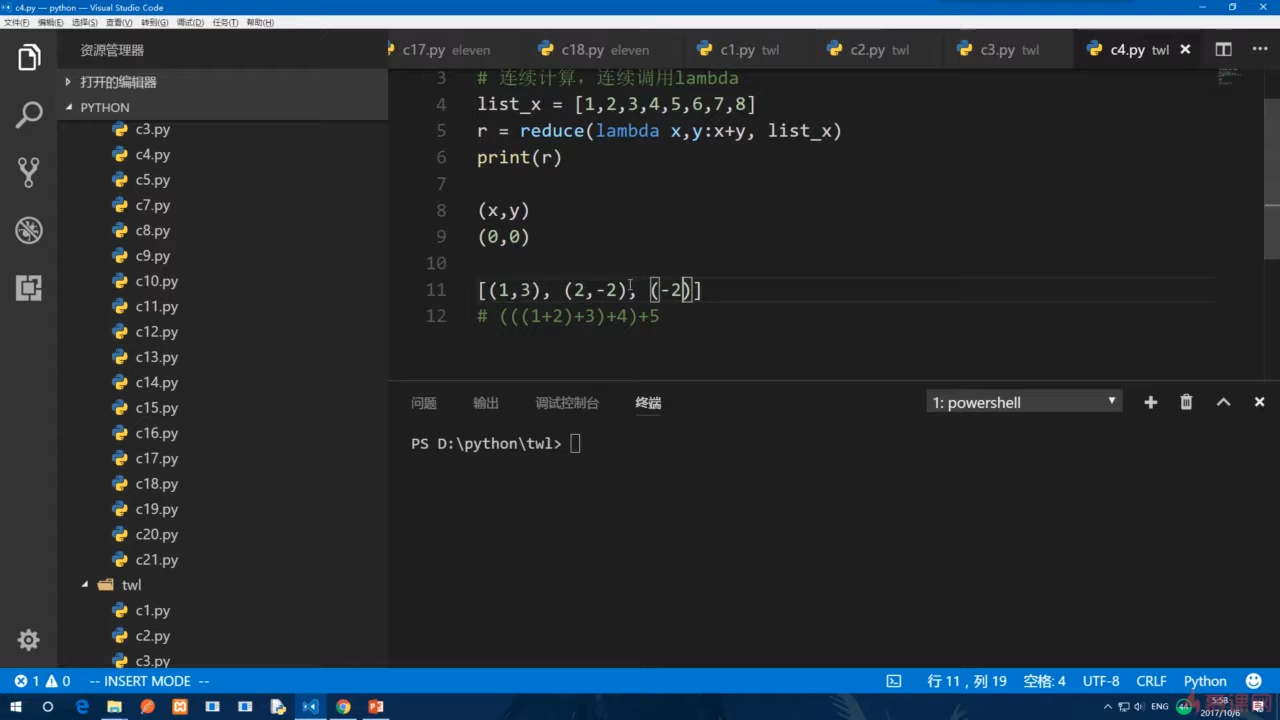 c4.py — python — Visual Studio Code
文件(F) 编辑(E) 选择(S) 查看(V) 转到(G) 调试(D) 任务(T) 帮助(H)
资源管理器
打开的编辑器
PYTHON
c3.py
c4.py
c5.py
c7.py
c8.py
c9.py
c10.py
c11.py
c12.py
c13.py
c14.py
c15.py
c16.py
c17.py
c18.py
c19.py
c20.py
c21.py
twl
c1.py
c2.py
c3.py
c17.py eleven c18.py eleven c1.py twl c2.py twl c3.py twl c4.py twl
3 # 连续计算，连续调用lambda
4 list_x = [1,2,3,4,5,6,7,8]
5 r = reduce(lambda x,y:x+y, list_x)
6 print(r)
7
8 (x,y)
9 (0,0)
10
11 [(1,3), (2,-2), (-2)]
12 # (((1+2)+3)+4)+5
问题 输出 调试控制台 终端 1: powershell
PS D:\python\twl>
1 0 -- INSERT MODE -- 行 11，列 19 空格: 4 UTF-8 CRLF Python
ENG 44 5:58
2017/10/6
慕课网